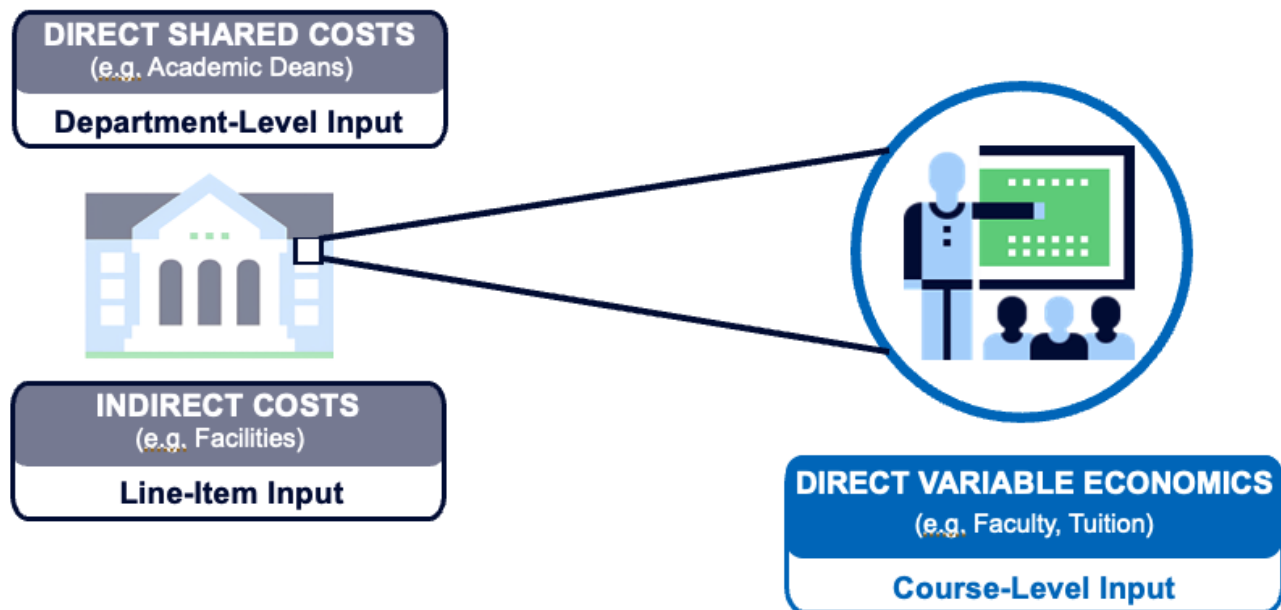 DIRECT SHARED COSTS
(e.g. Academic Deans)
Department-Level Input
INDIRECT COSTS
(e.g. Facilities)
Line-Item Input
DIRECT VARIABLE ECONOMICS
(e.g. Faculty, Tuition)
Course-Level Input